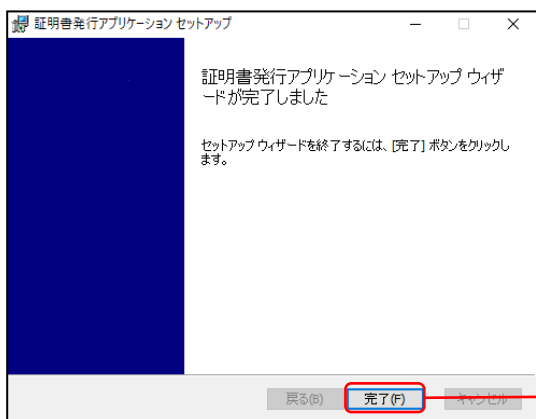 証明書発行アプリケーション セットアップ
証明書発行アプリケーション セットアップ ウィザ
ードが完了しました
セットアップ ウィザードを終了するには、[完了] ボタンをクリックし
ます。
戻る(B)
完了(F)
キャンセル